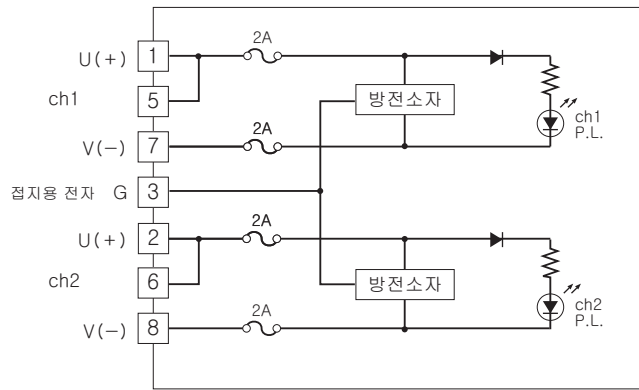 2A
U(+) 1
ch1 5
방전소자
ch1
P.L.
2A
V(-) 7
접지용 전자 G 3
2A
U(+) 2
ch2 6
방전소자
ch2
P.L.
2A
V(-) 8